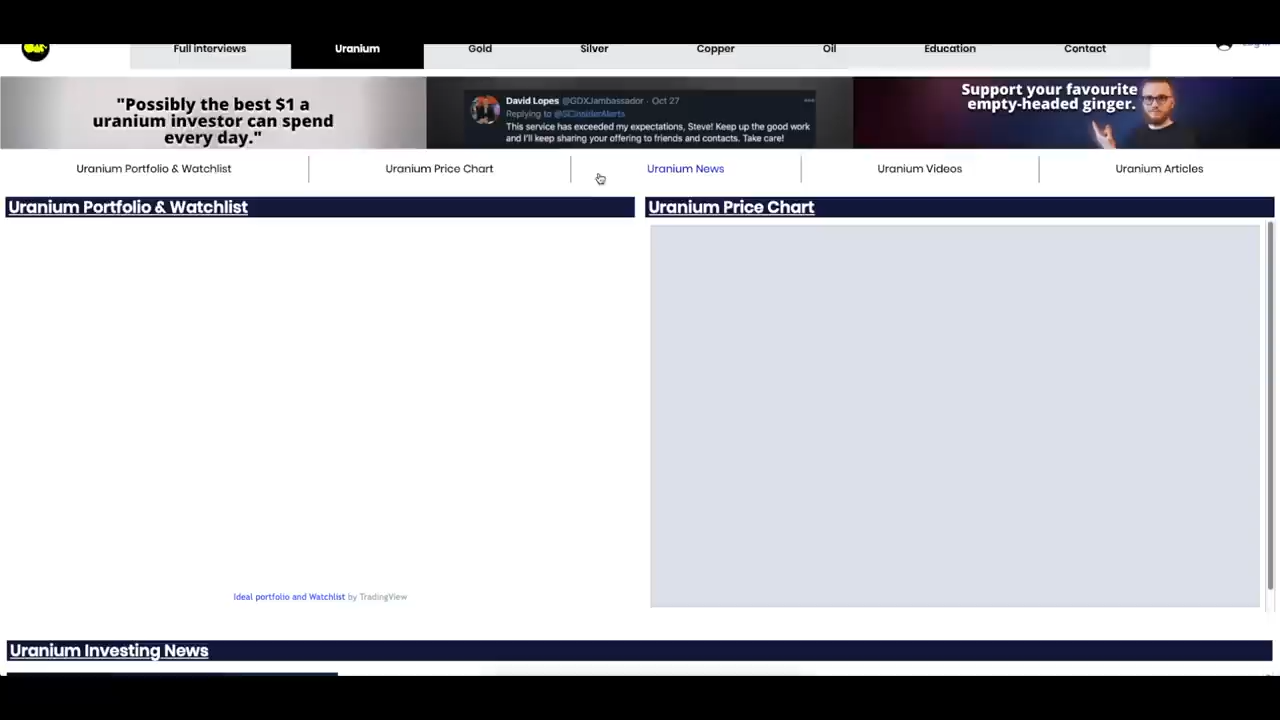 Full interviews
Uranium
Gold
Silver
Copper
Oil
Education
Contact
"Possibly the best $1 a
uranium investor can spend
every day."
David Lopes @GDXJambassador · Oct 27
Replying to @SCInsiderAlerts
This service has exceeded my expectations, Steve! Keep up the good work
and I'll keep sharing your offering to friends and contacts. Take care!
Support your favourite
empty-headed ginger.
Uranium Portfolio & Watchlist
Uranium Price Chart
Uranium News
Uranium Videos
Uranium Articles
Uranium Portfolio & Watchlist
Uranium Price Chart
Ideal portfolio and Watchlist by TradingView
Uranium Investing News